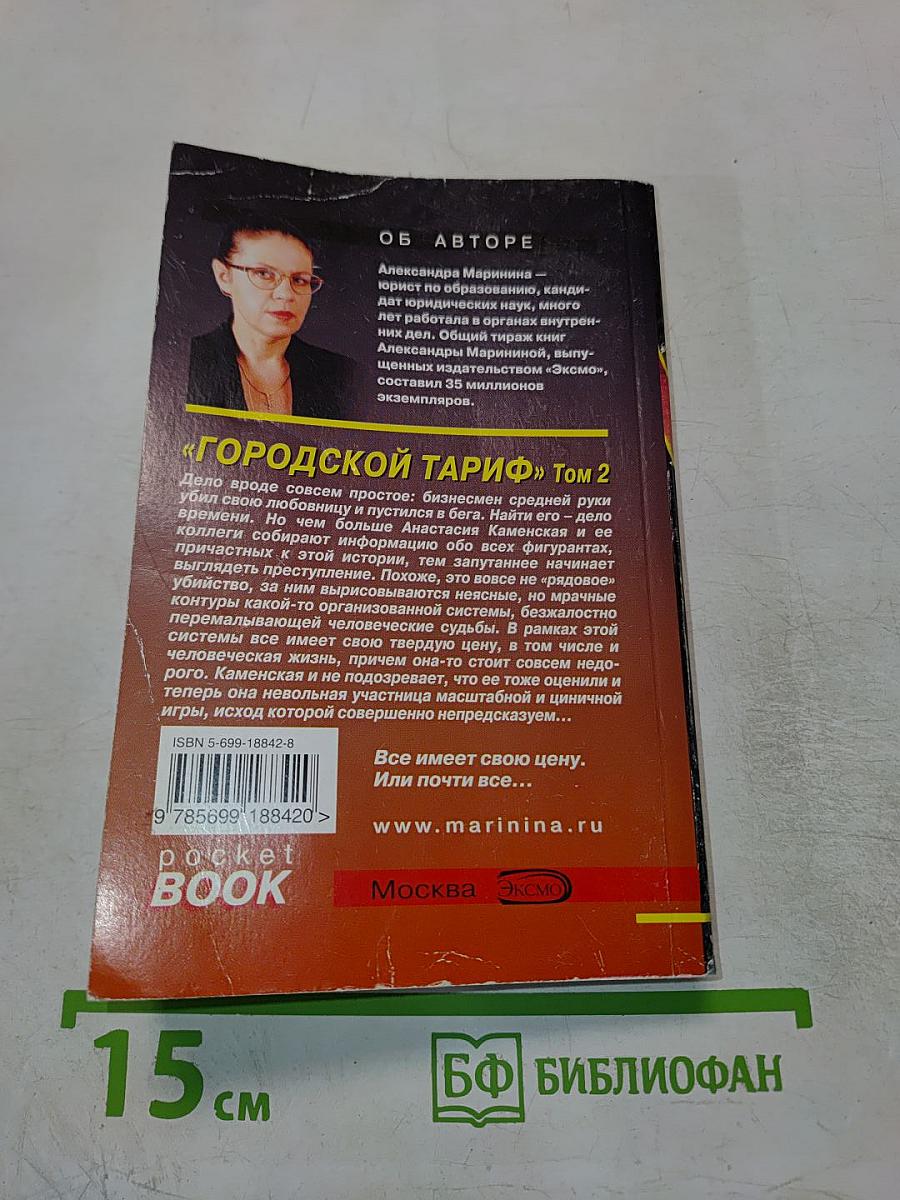 ОБ АВТОРЕ
Александра Маринина —
юрист по образованию, канди-
дат юридических наук, много
лет работала в органах внутрен-
них дел. Общий тираж книг
Александры Марининой, выпу-
щенных издательством «Эксмо»,
составил 35 миллионов
экземпляров.
«ГОРОДСКОЙ ТАРИФ» Том 2
Дело вроде совсем простое: бизнесмен средней руки
убил свою любовницу и пустился в бега. Найти его – дело
времени. Но чем больше Анастасия Каменская и ее
коллеги собирают информацию обо всех фигурантах,
причастных к этой истории, тем запутаннее начинает
выглядеть преступление. Похоже, это вовсе не «рядовое»
убийство, за ним вырисовываются неясные, но мрачные
контуры какой-то организованной системы, безжалостно
перемалывающей человеческие судьбы. В рамках этой
системы все имеет свою твердую цену, в том числе и
человеческая жизнь, причем она-то стоит совсем недо-
рого. Каменская и не подозревает, что ее тоже оценили и
теперь она невольная участница масштабной и циничной
игры, исход которой совершенно непредсказуем...
ISBN 5-699-18842-8
9 785699 188420 >
Все имеет свою цену.
Или почти все...
www.marinina.ru
pocket
BOOK
Москва ЭКСМО
15 см
БФ БИБЛИОФАН